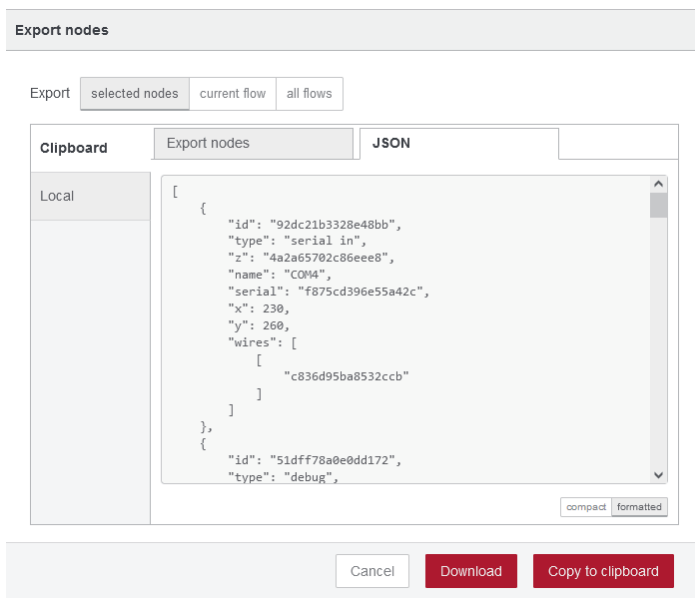 Export nodes
Export selected nodes current flow all flows
Clipboard Export nodes JSON
Local
[
{
"id": "92dc21b3328e48bb",
"type": "serial in",
"z": "4a2a65702c86eee8",
"name": "COM4",
"serial": "f875cd396e55a42c",
"x": 230,
"y": 260,
"wires": [
[
"c836d95ba8532ccb"
]
]
},
{
"id": "51dff78a0e0dd172",
"type": "debug",
compact formatted
Cancel Download Copy to clipboard